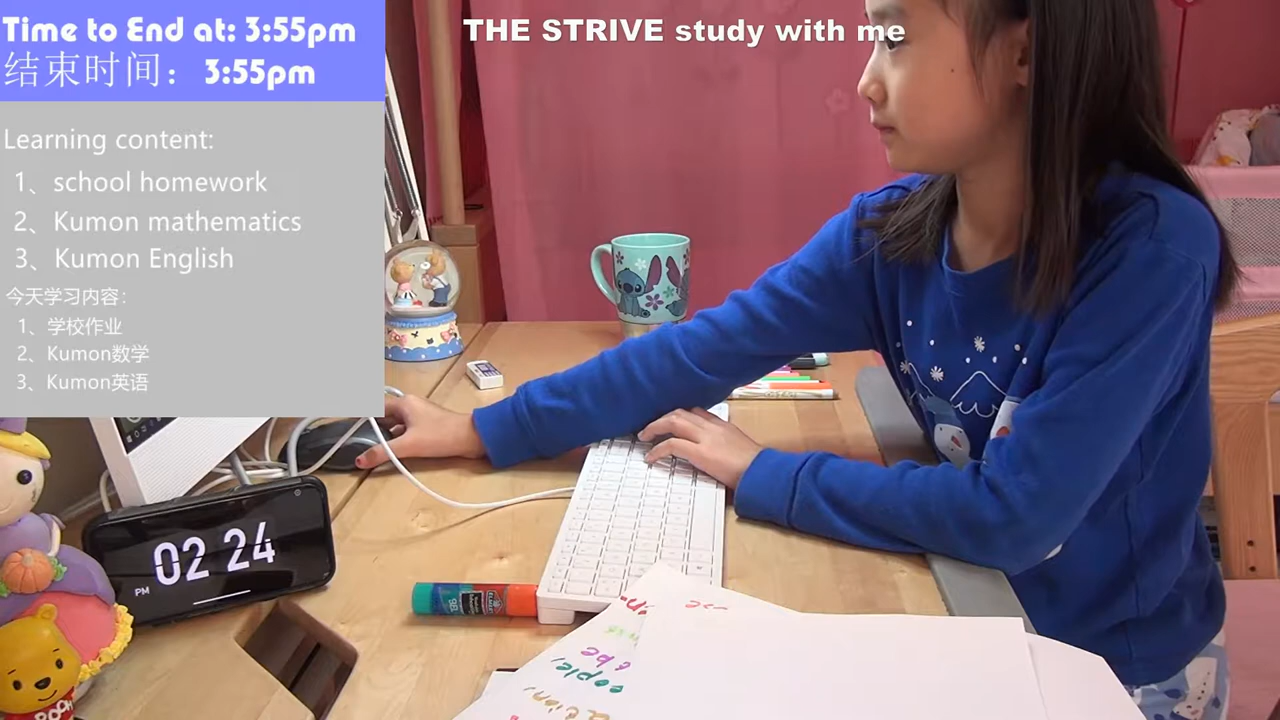 Time to End at: 3:55pm
结束时间：3:55pm
THE STRIVE study with me
Learning content:
1、school homework
2、Kumon mathematics
3、Kumon English
今天学习内容：
1、学校作业
2、Kumon数学
3、Kumon英语
PM 02 24
be
POOH